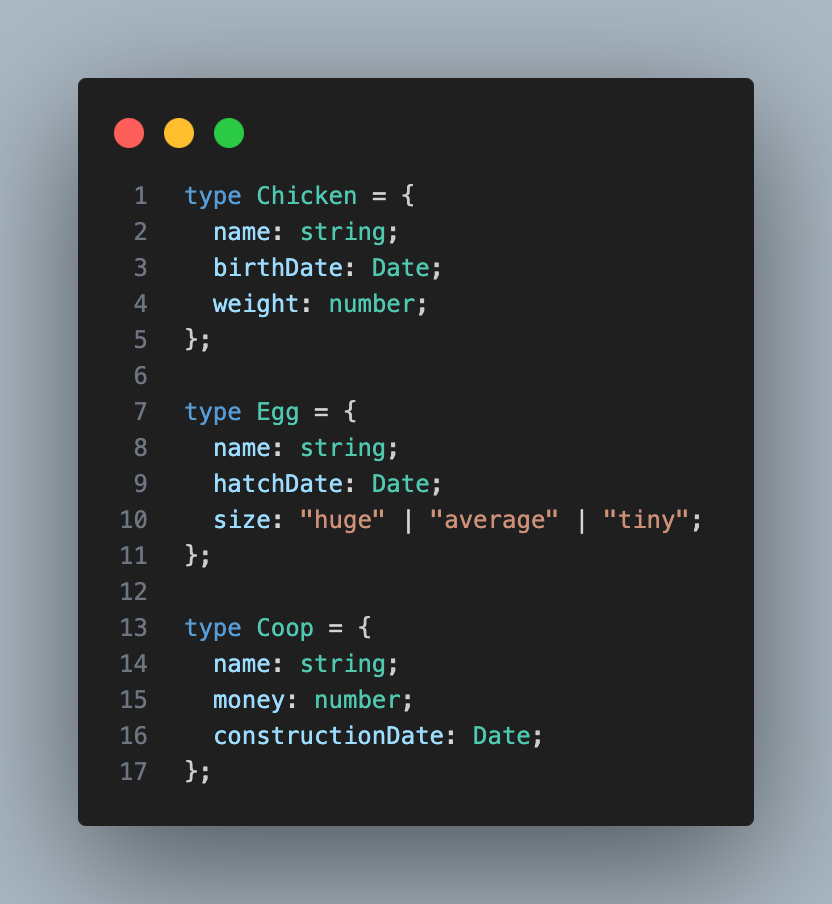 1 type Chicken = {
2   name: string;
3   birthDate: Date;
4   weight: number;
5 };
6
7 type Egg = {
8   name: string;
9   hatchDate: Date;
10   size: "huge" | "average" | "tiny";
11 };
12
13 type Coop = {
14   name: string;
15   money: number;
16   constructionDate: Date;
17 };